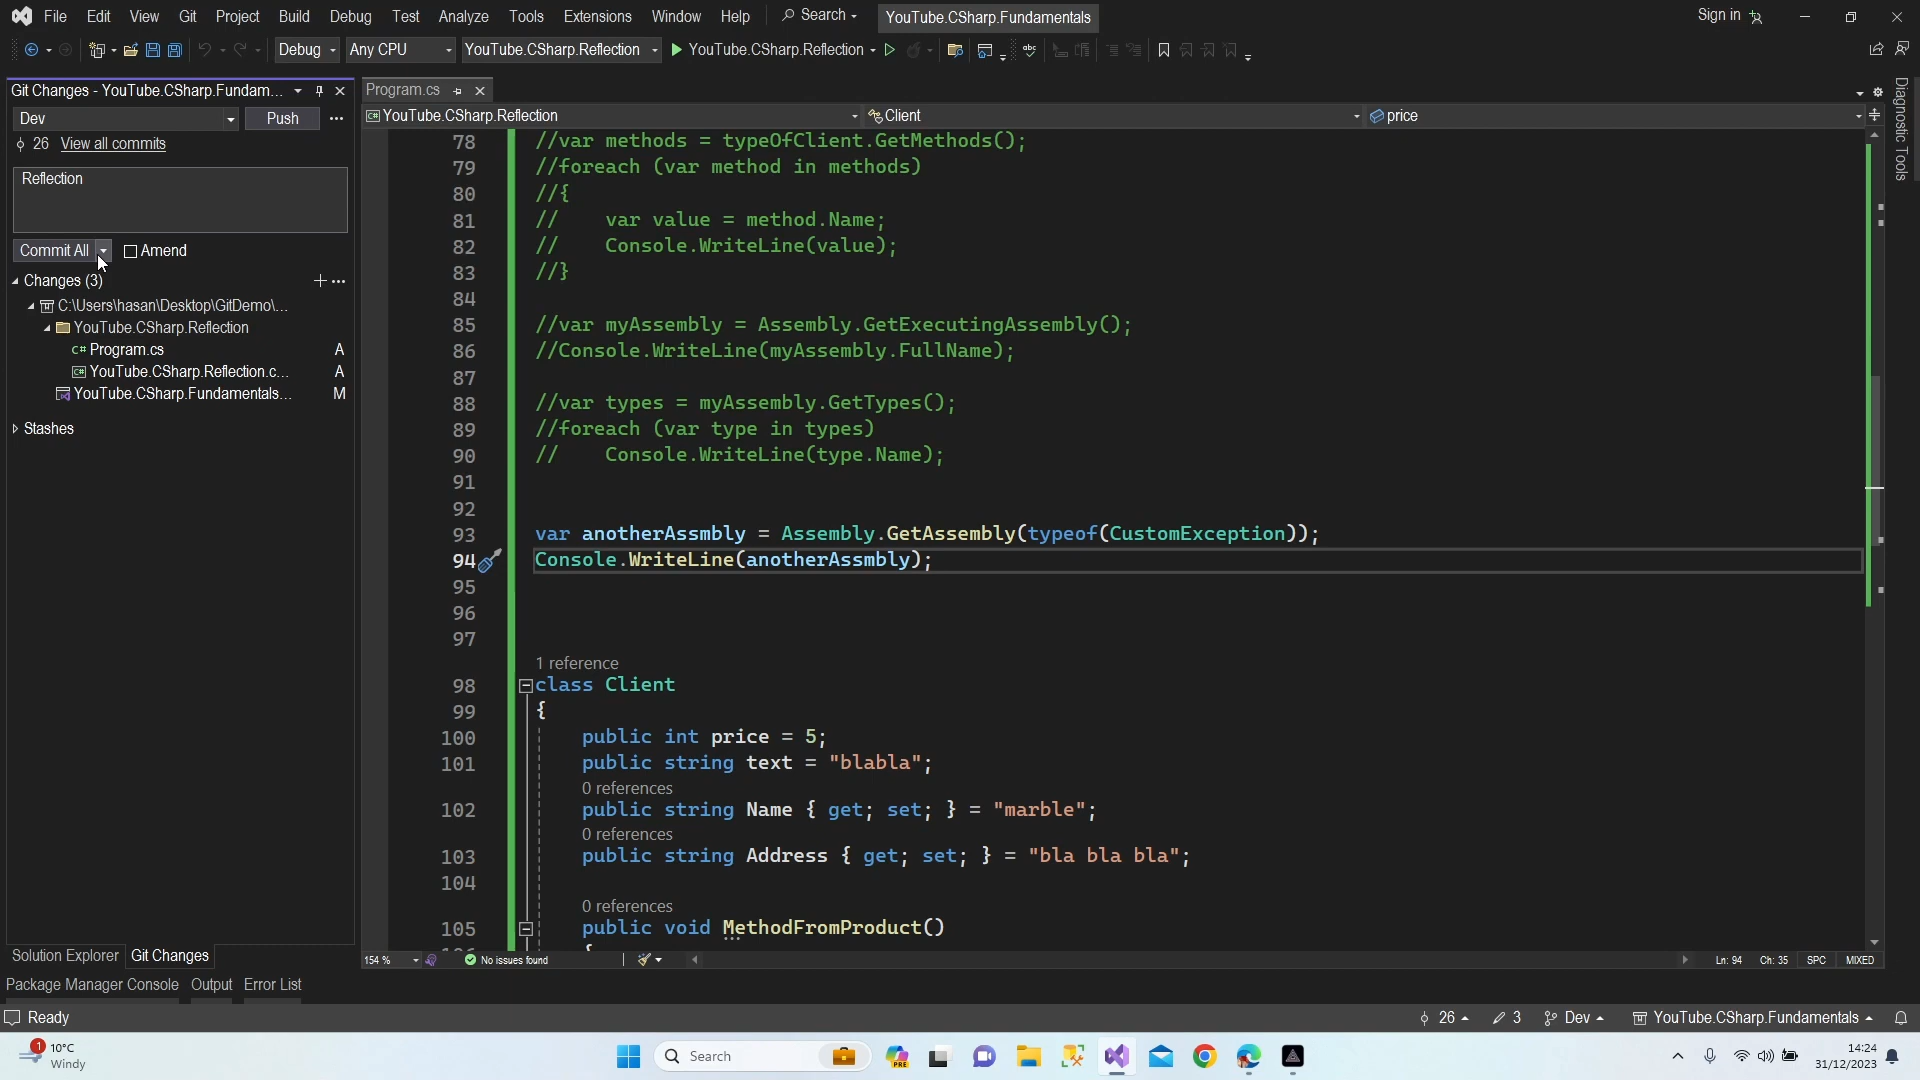 File Edit View Git Project Build Debug Test Analyze Tools Extensions Window Help Search YouTube.CSharp.Fundamentals Sign in
Debug Any CPU YouTube.CSharp.Reflection YouTube.CSharp.Reflection
Git Changes - YouTube.CSharp.Fundam...
Dev Push
26 View all commits
Reflection
Commit All Amend
Changes (3)
C:\Users\hasan\Desktop\GitDemo\...
YouTube.CSharp.Reflection
C# Program.cs A
C# YouTube.CSharp.Reflection.c... A
YouTube.CSharp.Fundamentals... M
Stashes
Solution Explorer Git Changes
Program.cs
C# YouTube.CSharp.Reflection Client price
78 //var methods = typeOfClient.GetMethods();
79 //foreach (var method in methods)
80 //{
81 //    var value = method.Name;
82 //    Console.WriteLine(value);
83 //}
84
85 //var myAssembly = Assembly.GetExecutingAssembly();
86 //Console.WriteLine(myAssembly.FullName);
87
88 //var types = myAssembly.GetTypes();
89 //foreach (var type in types)
90 //    Console.WriteLine(type.Name);
91
92
93 var anotherAssmbly = Assembly.GetAssembly(typeof(CustomException));
94 Console.WriteLine(anotherAssmbly);
95
96
97
1 reference
98 class Client
99 {
100 public int price = 5;
101 public string text = "blabla";
0 references
102 public string Name { get; set; } = "marble";
0 references
103 public string Address { get; set; } = "bla bla bla";
104
0 references
105 public void MethodFromProduct()
154 % No issues found Ln: 94 Ch: 35 SPC MIXED
Diagnostic Tools
Package Manager Console Output Error List
Ready 26 3 Dev YouTube.CSharp.Fundamentals
1 10°C
Windy
Search
PRE
14:24
31/12/2023